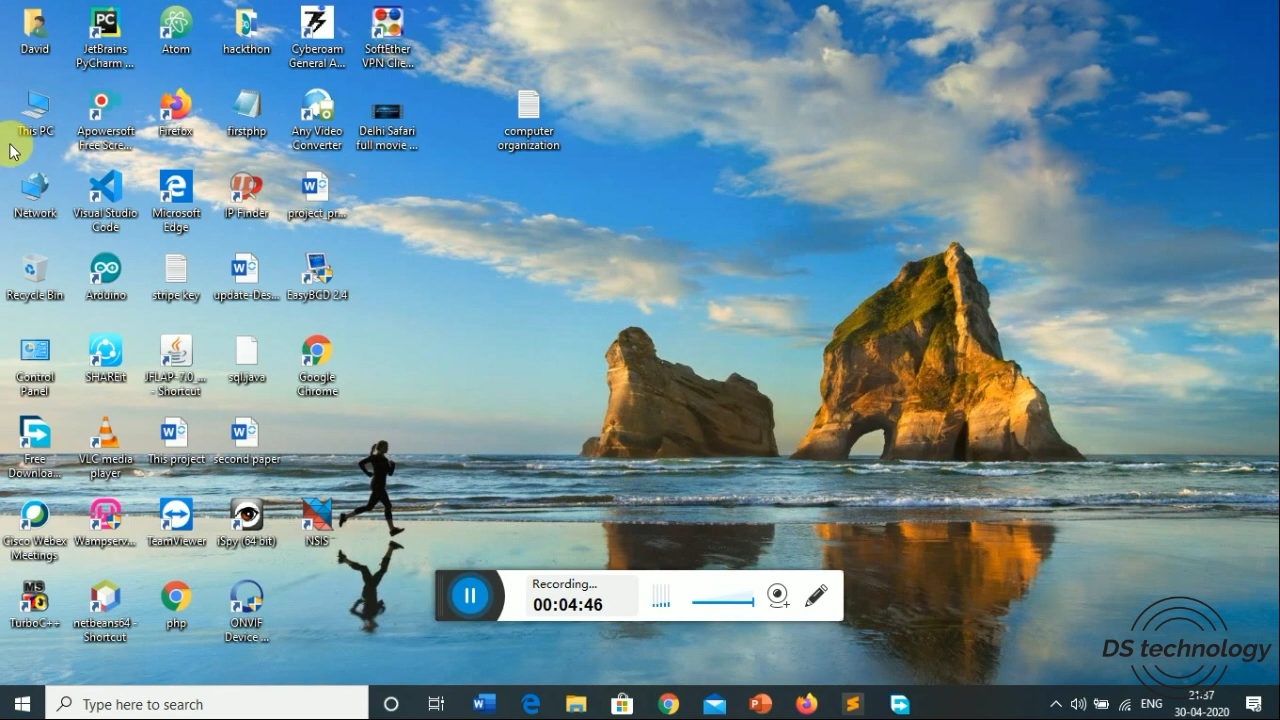 David
JetBrains
PyCharm ...
Atom
hackthon
Cyberoam
General A...
SoftEther
VPN Clie...
This PC
Apowersoft
Free Scre...
Firefox
firstphp
Any Video
Converter
Delhi Safari
full movie ...
computer
organization
Network
Visual Studio
Code
Microsoft
Edge
IP Finder
project_pr...
Recycle Bin
Arduino
stripe key
update-Des...
EasyBCD 2.4
Control
Panel
SHAREit
JFLAP-7.0_...
- Shortcut
sql.java
Google
Chrome
Free
Downloa...
VLC media
player
This project
second paper
Cisco Webex
Meetings
Wampserv...
TeamViewer
iSpy (64 bit)
NSIS
TurboC++
netbeans64 -
Shortcut
php
ONVIF
Device ...
Recording...
00:04:46
DS technology
Type here to search
ENG
21:37
30-04-2020